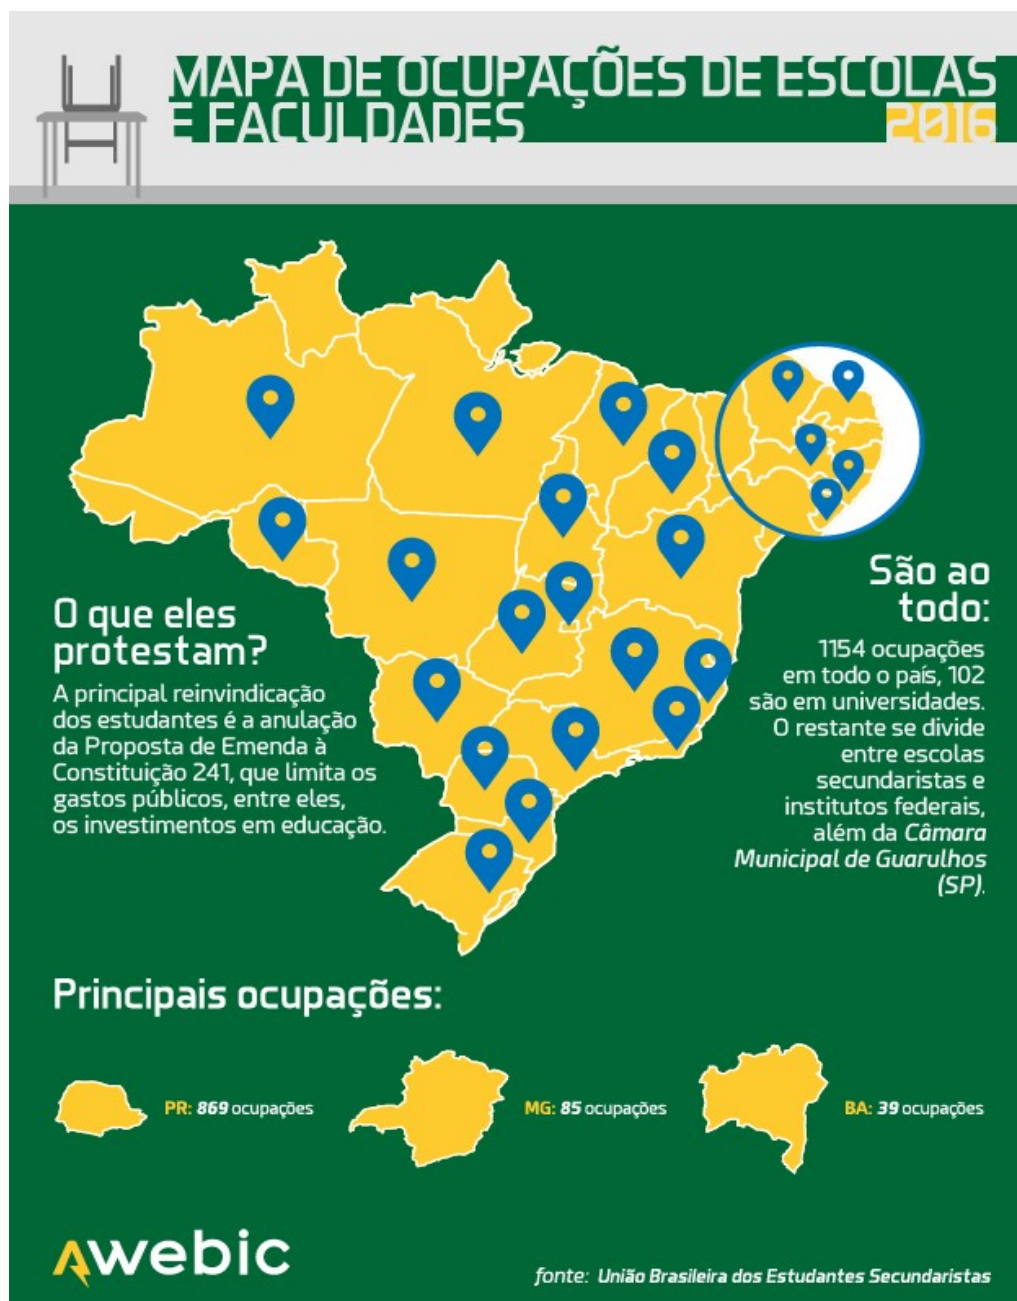 MAPA DE OCUPAÇÕES DE ESCOLAS
E FACULDADES
2016
O que eles
protestam?
A principal reinvindicação
dos estudantes é a anulação
da Proposta de Emenda à
Constituição 241, que limita os
gastos públicos, entre eles,
os investimentos em educação.
São ao
todo:
1154 ocupações
em todo o país, 102
são em universidades.
O restante se divide
entre escolas
secundaristas e
institutos federais,
além da Câmara
Municipal de Guarulhos
(SP).
Principais ocupações:
PR: 869 ocupações
MG: 85 ocupações
BA: 39 ocupações
Awebic
fonte: União Brasileira dos Estudantes Secundaristas